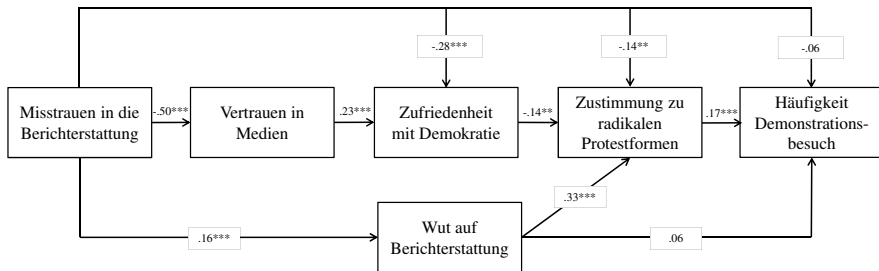 -.28***
-.14**
-.06
Misstrauen in die
Berichterstattung
-.50***
Vertrauen in
Medien
.23***
Zufriedenheit
mit Demokratie
-.14**
Zustimmung zu
radikalen
Protestformen
.17***
Häufigkeit
Demonstrations-
besuch
.33***
.16***
Wut auf
Berichterstattung
.06